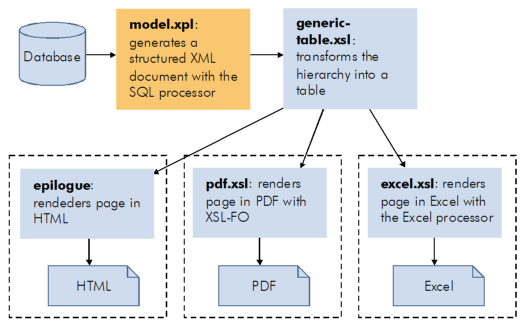 Database
model.xpl:
generates a
structured XML
document with the
SQL processor
generic-
table.xsl:
transforms the
hierarchy into a
table
epilogue:
rendeders page in
HTML
pdf.xsl: renders
page in PDF with
XSL-FO
excel.xsl: renders
page in Excel with
the Excel processor
HTML
PDF
Excel